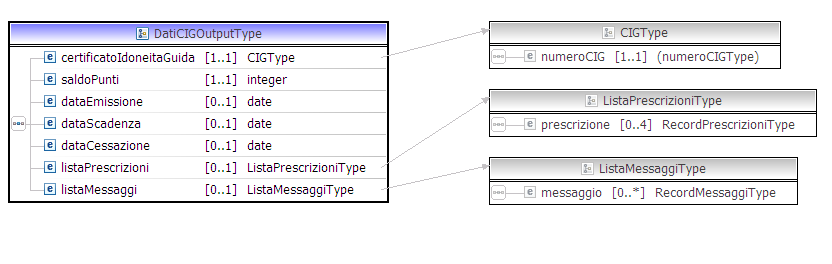 DatiCIGOutputType
certificatoIdoneitaGuida [1..1] CIGType
saldoPunti [1..1] integer
dataEmissione [0..1] date
dataScadenza [0..1] date
dataCessazione [0..1] date
listaPrescrizioni [0..1] ListaPrescrizioniType
listaMessaggi [0..1] ListaMessaggiType
CIGType
numeroCIG [1..1] (numeroCIGType)
ListaPrescrizioniType
prescrizione [0..4] RecordPrescrizioniType
ListaMessaggiType
messaggio [0..*] RecordMessaggiType